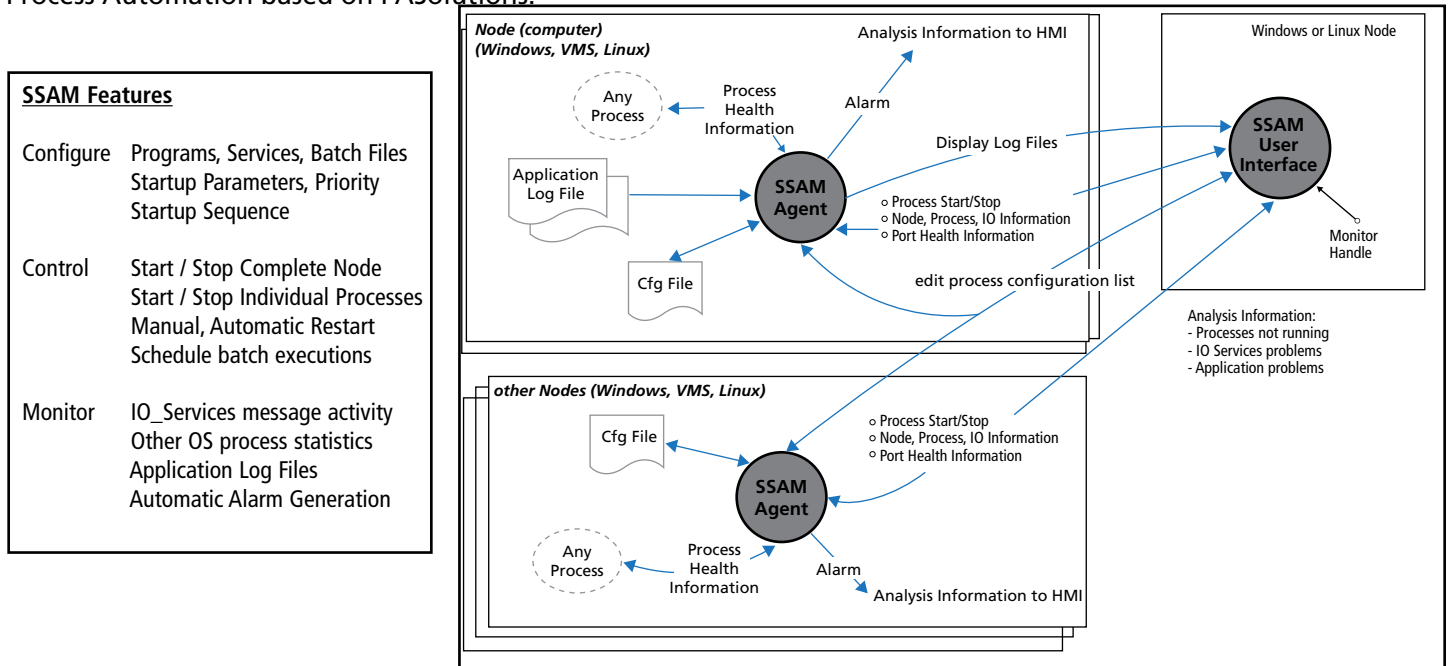 Process Automation based on PASolutions.
SSAM Features
Configure Programs, Services, Batch Files
Startup Parameters, Priority
Startup Sequence
Control Start / Stop Complete Node
Start / Stop Individual Processes
Manual, Automatic Restart
Schedule batch executions
Monitor IO_Services message activity
Other OS process statistics
Application Log Files
Automatic Alarm Generation
Node (computer)
(Windows, VMS, Linux)
Analysis Information to HMI
Any
Process
Process
Health
Information
Alarm
Application
Log File
SSAM
Agent
Cfg File
Display Log Files
Process Start/Stop
Node, Process, IO Information
Port Health Information
edit process configuration list
Windows or Linux Node
SSAM
User
Interface
Monitor
Handle
Analysis Information:
- Processes not running
- IO Services problems
- Application problems
other Nodes (Windows, VMS, Linux)
Cfg File
Process Start/Stop
Node, Process, IO Information
Port Health Information
SSAM
Agent
Any
Process
Process
Health
Information
Alarm
Analysis Information to HMI